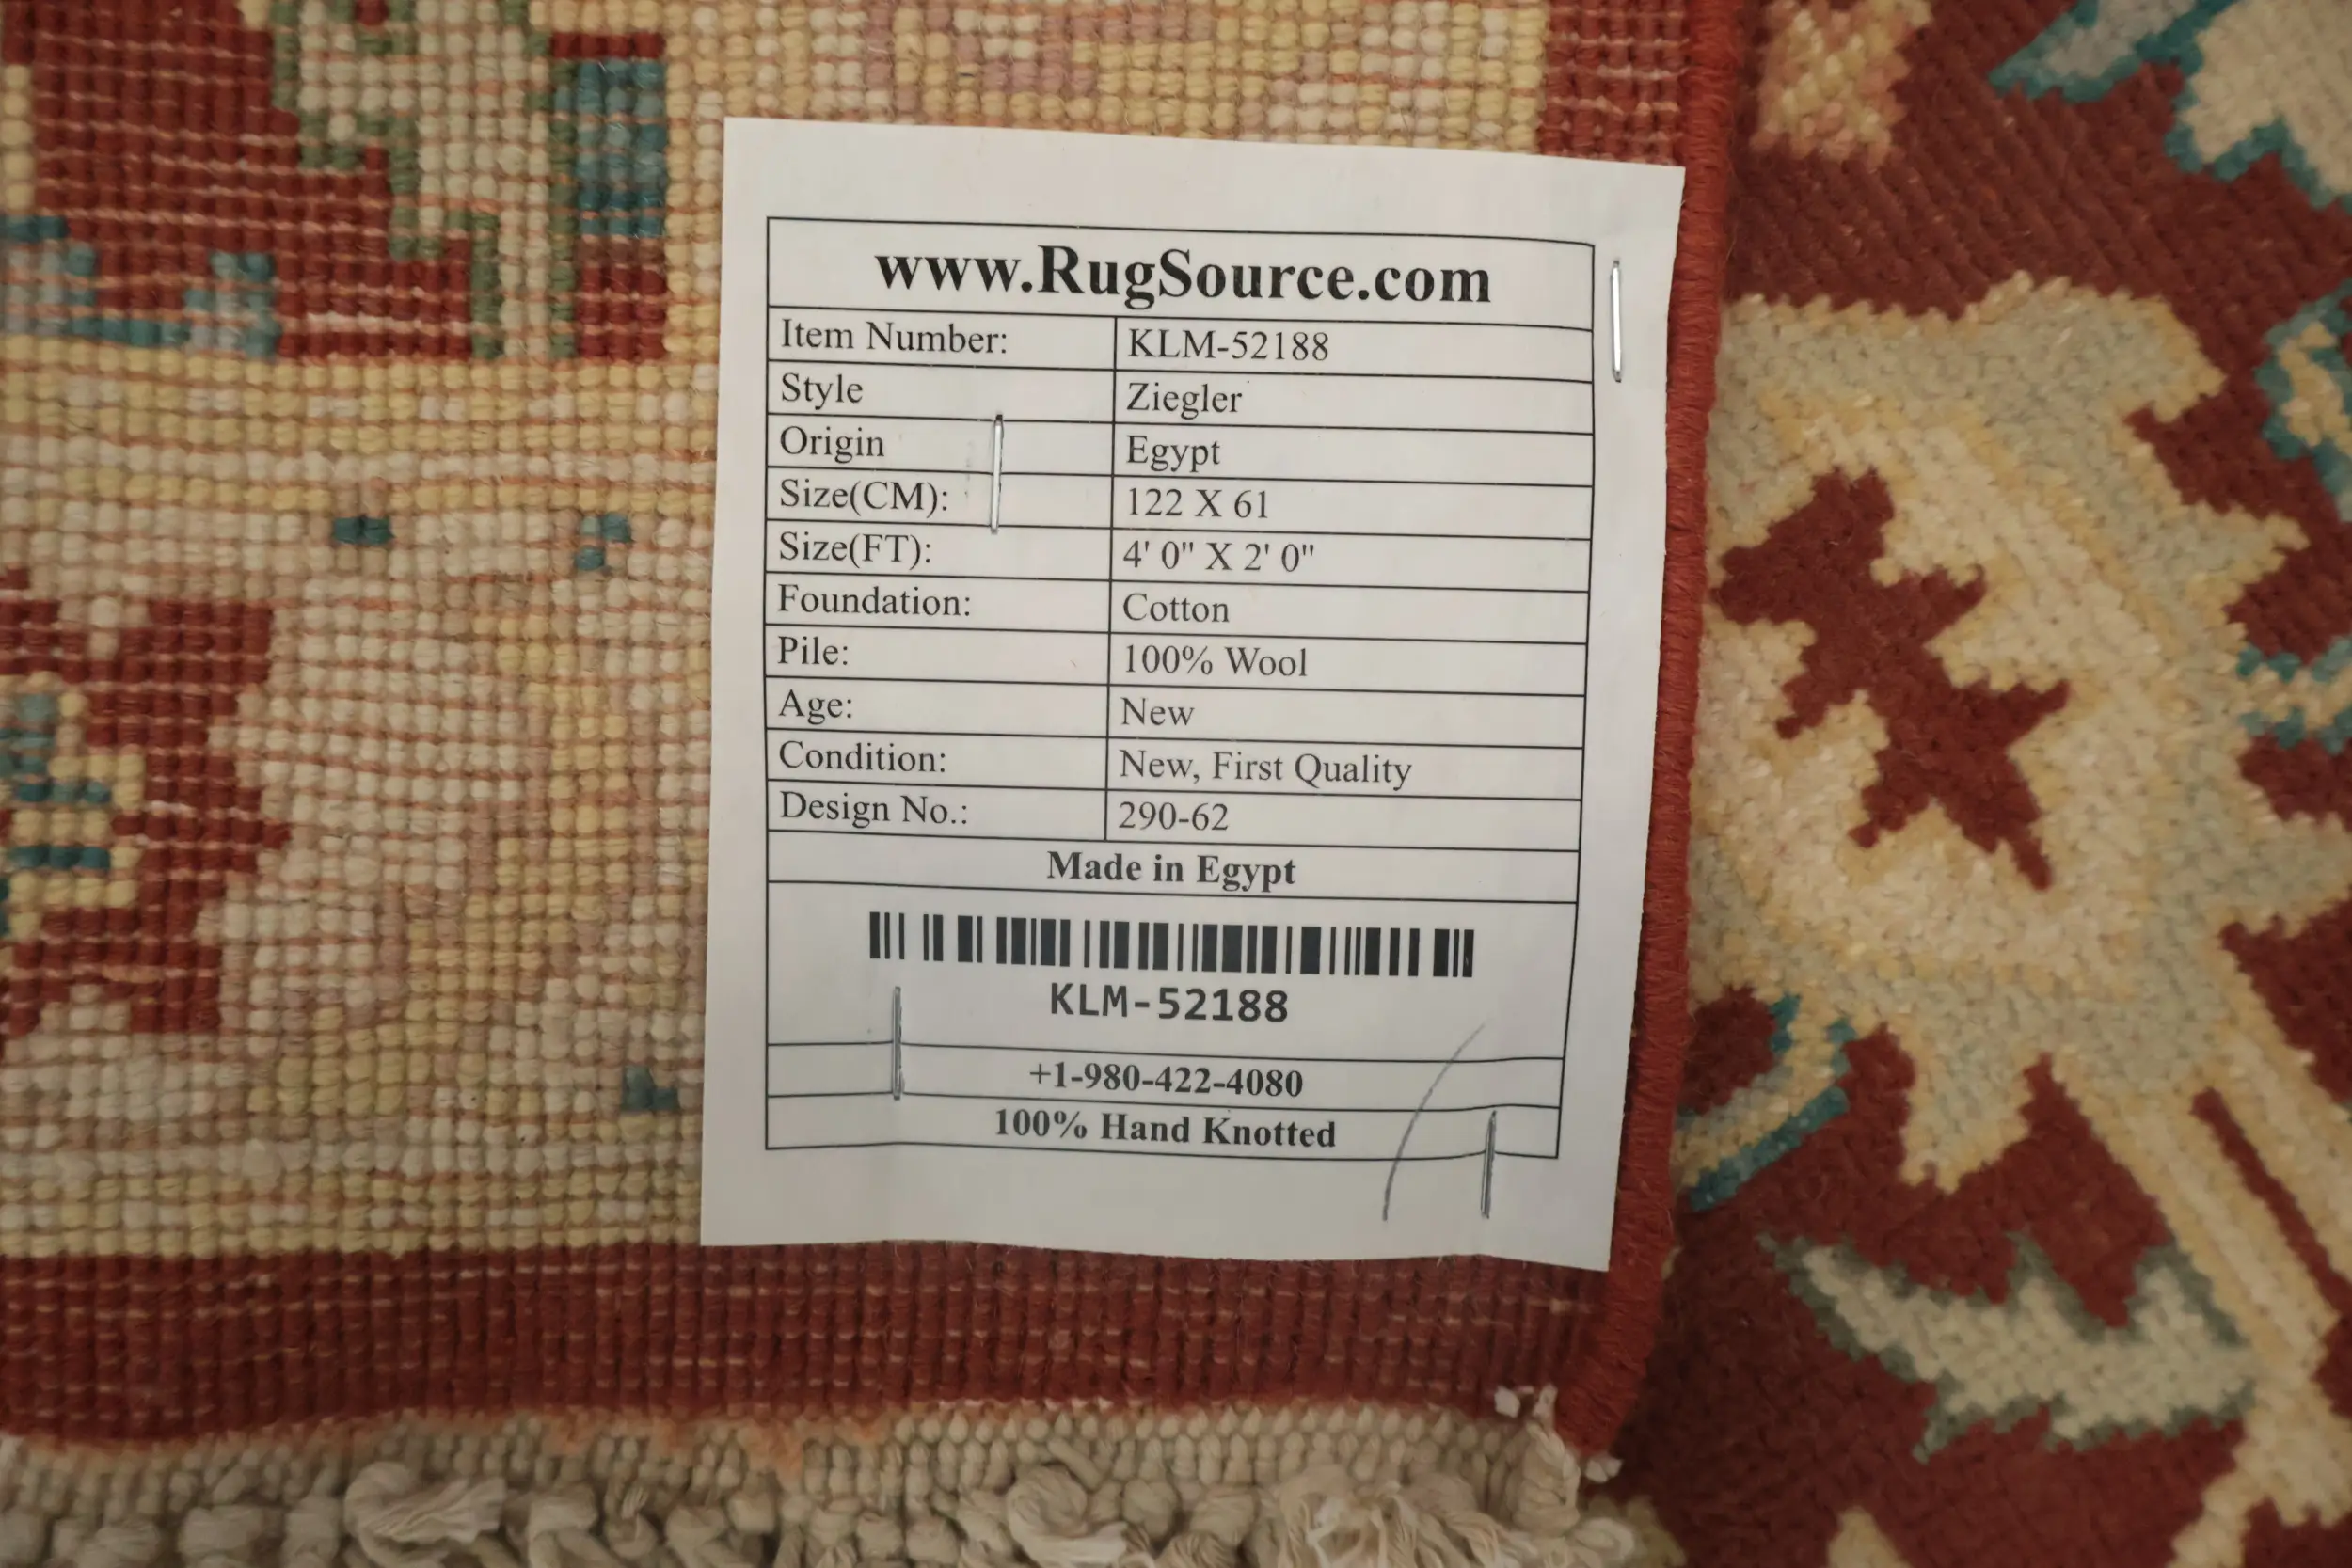 www.RugSource.com
Item Number: KLM-52188
Style Ziegler
Origin Egypt
Size(CM): 122 X 61
Size(FT): 4' 0" X 2' 0"
Foundation: Cotton
Pile: 100% Wool
Age: New
Condition: New, First Quality
Design No.: 290-62
Made in Egypt
KLM-52188
+1-980-422-4080
100% Hand Knotted